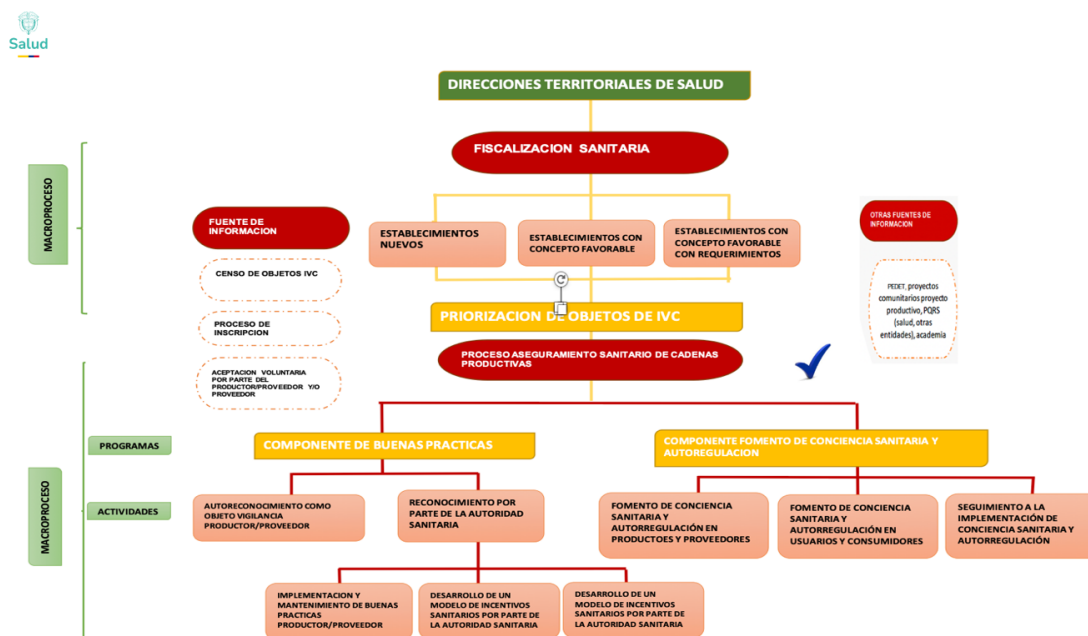 Salud
DIRECCIONES TERRITORIALES DE SALUD
FISCALIZACION SANITARIA
MACROPROCESO
FUENTE DE
INFORMACION
CENSO DE OBJETOS IVC
PROCESO DE
INSCRIPCION
ACEPTACION VOLUNTARIA
POR PARTE DEL
PRODUCTOR/PROVEEDOR Y/O
PROVEEDOR
ESTABLECIMIENTOS
NUEVOS
ESTABLECIMIENTOS CON
CONCEPTO FAVORABLE
ESTABLECIMIENTOS CON
CONCEPTO FAVORABLE
CON REQUERIMIENTOS
OTRAS FUENTES DE
INFORMACION
PEDET, proyectos
comunitarios proyecto
productivo, PQRS
(salud, otras
entidades), academia
PRIORIZACION DE OBJETOS DE IVC
PROCESO ASEGURAMIENTO SANITARIO DE CADENAS
PRODUCTIVAS
MACROPROCESO
PROGRAMAS
COMPONENTE DE BUENAS PRACTICAS
COMPONENTE FOMENTO DE CONCIENCIA SANITARIA Y
AUTOREGULACION
ACTIVIDADES
AUTORECONOCIMIENTO COMO
OBJETO VIGILANCIA
PRODUCTOR/PROVEEDOR
RECONOCIMIENTO POR
PARTE DE LA AUTORIDAD
SANITARIA
FOMENTO DE CONCIENCIA
SANITARIA Y
AUTORREGULACIÓN EN
PRODUCTOES Y PROVEEDORES
FOMENTO DE CONCIENCIA
SANITARIA Y
AUTORREGULACIÓN EN
USUARIOS Y CONSUMIDORES
SEGUIMIENTO A LA
IMPLEMENTACIÓN DE
CONCIENCIA SANITARIA Y
AUTORREGULACIÓN
IMPLEMENTACION Y
MANTENIMIENTO DE BUENAS
PRACTICAS
PRODUCTOR/PROVEEDOR
DESARROLLO DE UN
MODELO DE INCENTIVOS
SANITARIOS POR PARTE DE
LA AUTORIDAD SANITARIA
DESARROLLO DE UN
MODELO DE INCENTIVOS
SANITARIOS POR PARTE DE
LA AUTORIDAD SANITARIA